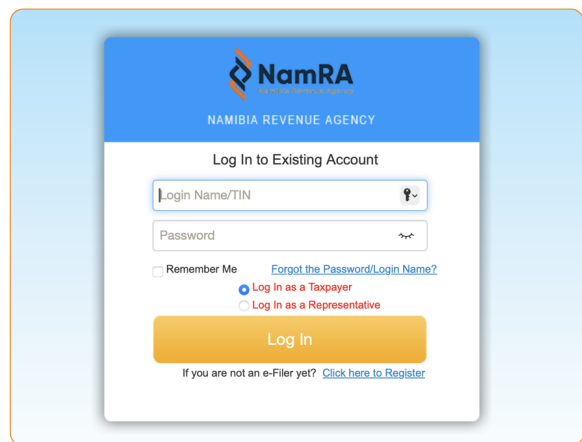 NamRA
Namibia Revenue Agency
NAMIBIA REVENUE AGENCY
Log In to Existing Account
Login Name/TIN
Password
Remember Me Forgot the Password/Login Name?
Log In as a Taxpayer
Log In as a Representative
Log In
If you are not an e-Filer yet? Click here to Register